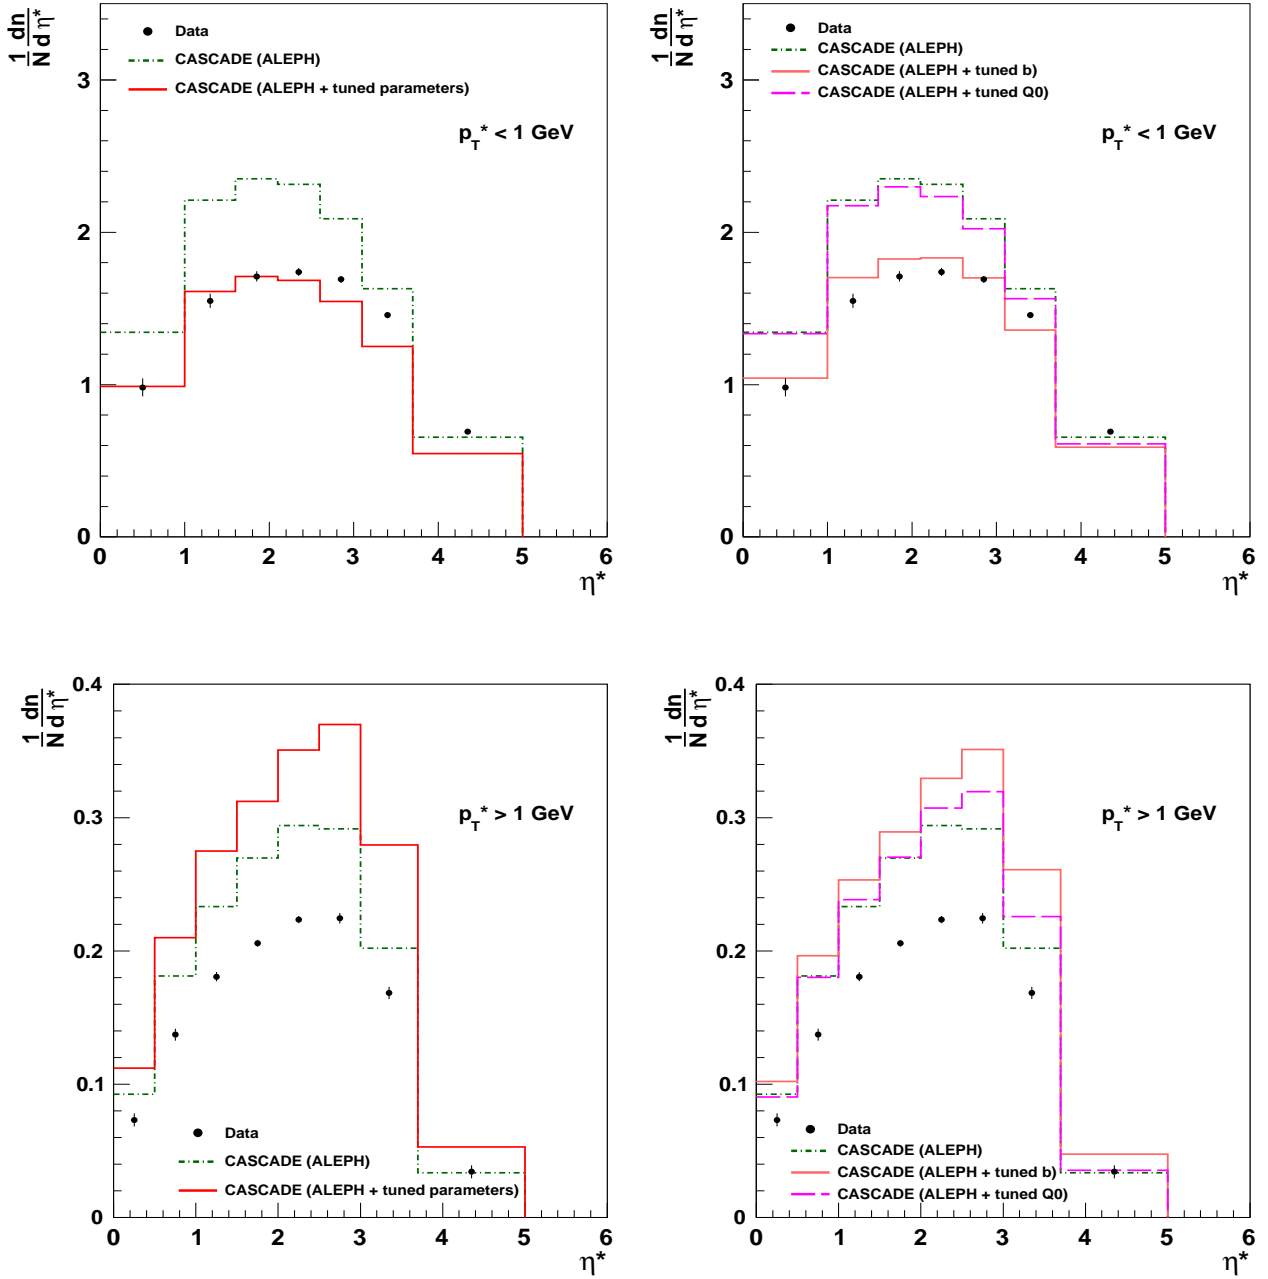 1 dn
N d η*
Data
CASCADE (ALEPH)
CASCADE (ALEPH + tuned parameters)
p_T* < 1 GeV
3
2
1
0
0 1 2 3 4 5 6
η*
1 dn
N d η*
Data
CASCADE (ALEPH)
CASCADE (ALEPH + tuned b)
CASCADE (ALEPH + tuned Q0)
p_T* < 1 GeV
3
2
1
0
0 1 2 3 4 5 6
η*
1 dn
N d η*
0.4
p_T* > 1 GeV
0.3
0.2
0.1
Data
CASCADE (ALEPH)
CASCADE (ALEPH + tuned parameters)
0
0 1 2 3 4 5 6
η*
1 dn
N d η*
0.4
p_T* > 1 GeV
0.3
0.2
0.1
Data
CASCADE (ALEPH)
CASCADE (ALEPH + tuned b)
CASCADE (ALEPH + tuned Q0)
0
0 1 2 3 4 5 6
η*